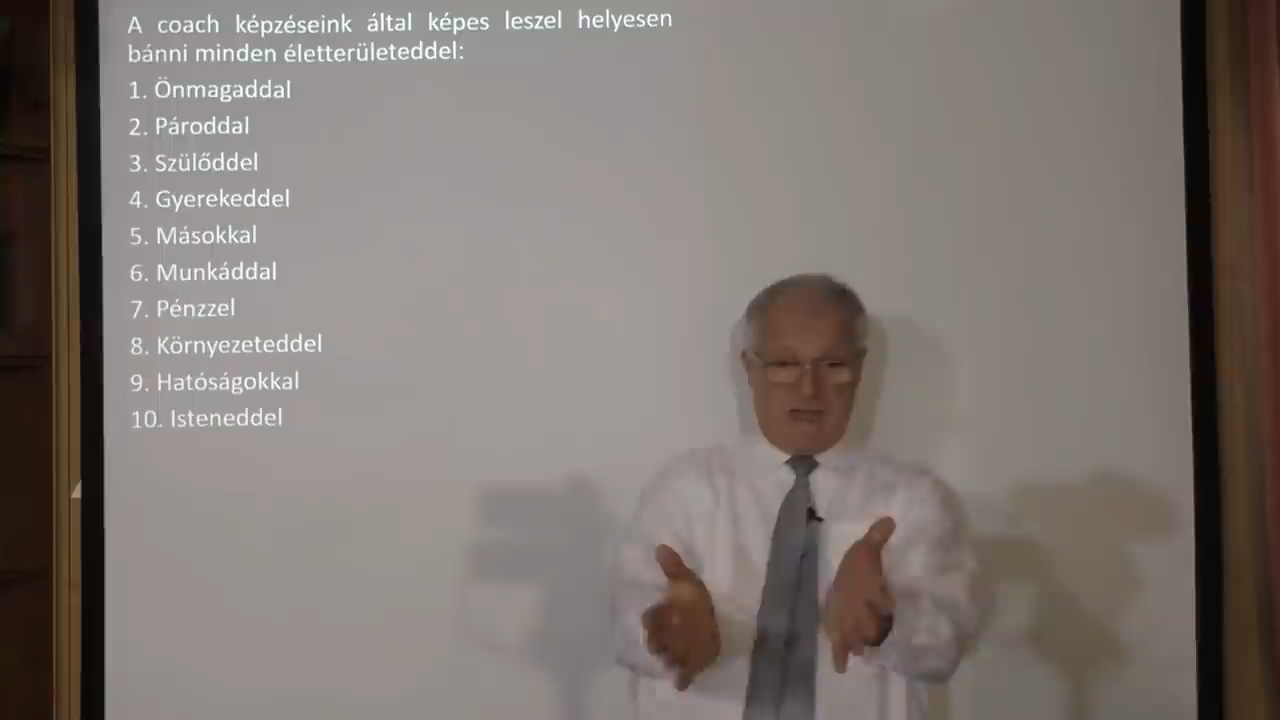 A coach képzéseink által képes leszel helyesen
bánni minden életterületeddel:
1. Önmagaddal
2. Pároddal
3. Szülőddel
4. Gyerekeddel
5. Másokkal
6. Munkáddal
7. Pénzzel
8. Környezeteddel
9. Hatóságokkal
10. Isteneddel